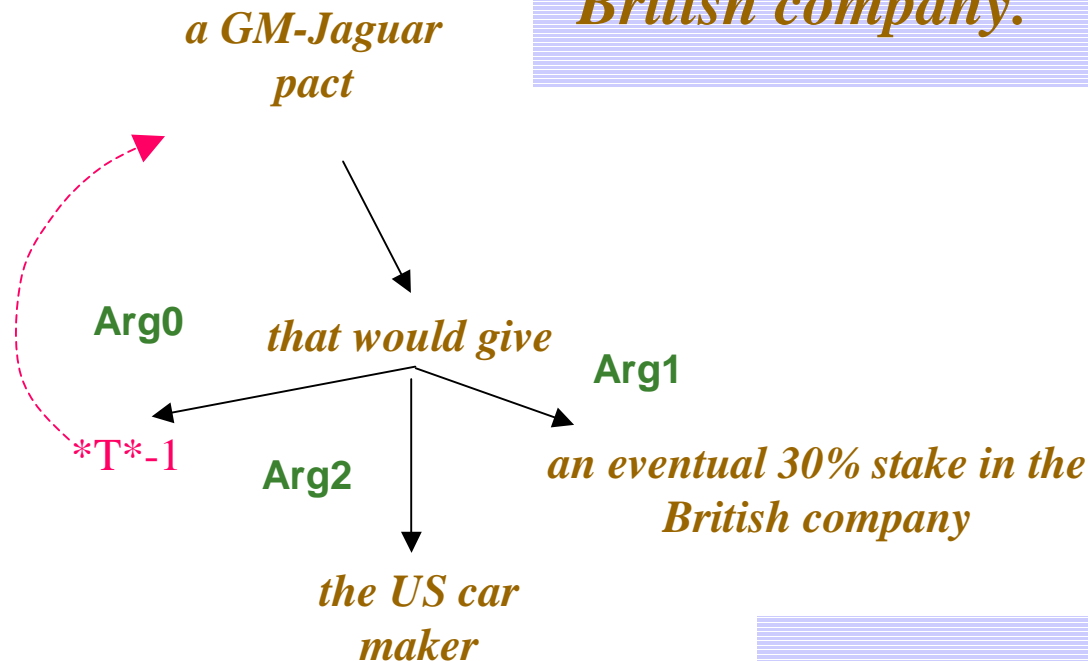 British company.
a GM-Jaguar
pact
Arg0
that would give
Arg1
*T*-1
Arg2
an eventual 30% stake in the
British company
the US car
maker